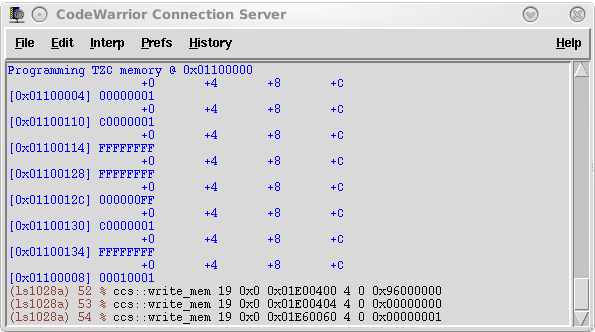 CodeWarrior Connection Server
File Edit Interp Prefs History Help
Programming TZC memory @ 0x01100000
+0 +4 +8 +C
[0x01100004] 00000001
+0 +4 +8 +C
[0x01100110] C0000001
+0 +4 +8 +C
[0x01100114] FFFFFFFF
+0 +4 +8 +C
[0x01100128] FFFFFFFF
+0 +4 +8 +C
[0x0110012C] 000000FF
+0 +4 +8 +C
[0x01100130] C0000001
+0 +4 +8 +C
[0x01100134] FFFFFFFF
+0 +4 +8 +C
[0x01100008] 00010001
(ls1028a) 52 % ccs::write_mem 19 0x0 0x01E00400 4 0 0x96000000
(ls1028a) 53 % ccs::write_mem 19 0x0 0x01E00404 4 0 0x00000000
(ls1028a) 54 % ccs::write_mem 19 0x0 0x01E60060 4 0 0x00000001